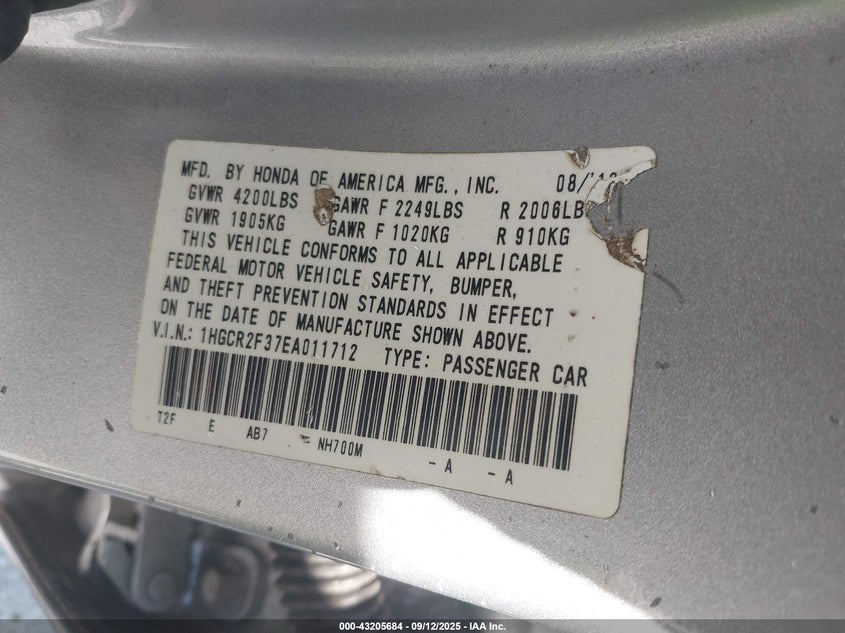 MFD. BY HONDA OF AMERICA MFG., INC. 08/'13
GVWR 4200LBS GAWR F 2249LBS R 2006LB
GVWR 1905KG GAWR F 1020KG R 910KG
THIS VEHICLE CONFORMS TO ALL APPLICABLE
FEDERAL MOTOR VEHICLE SAFETY, BUMPER,
AND THEFT PREVENTION STANDARDS IN EFFECT
ON THE DATE OF MANUFACTURE SHOWN ABOVE.
V.I.N.: 1HGCR2F37EA011712 TYPE: PASSENGER CAR
T2F E AB7 NH700M -A -A
000-43205684 - 09/12/2025 - IAA Inc.